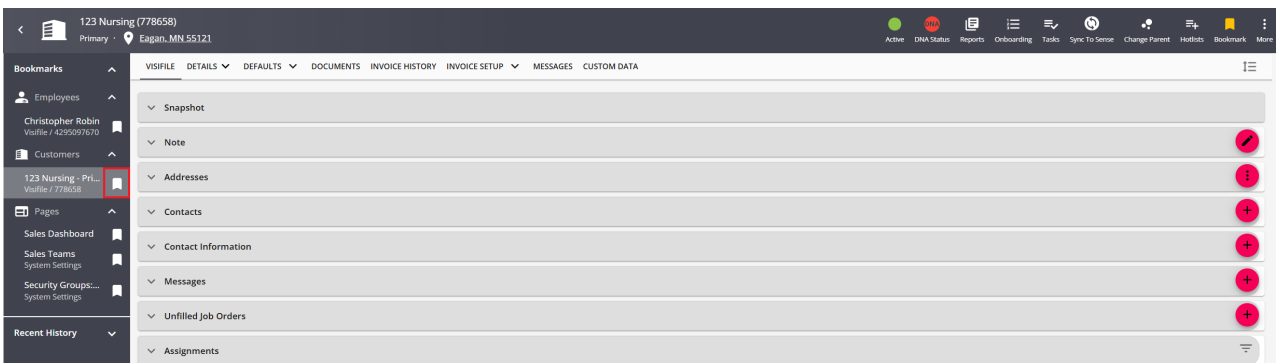 123 Nursing (778658)
Primary · Eagan, MN 55121
Active DNA DNA Status Reports Onboarding Tasks Sync To Sense Change Parent Hotlists Bookmark More
Bookmarks
Employees
Christopher Robin
Visifile / 4295097670
Customers
123 Nursing - Pri...
Visifile / 778658
Pages
Sales Dashboard
Sales Teams
System Settings
Security Groups:...
System Settings
Recent History
VISIFILE DETAILS DEFAULTS DOCUMENTS INVOICE HISTORY INVOICE SETUP MESSAGES CUSTOM DATA
Snapshot
Note
Addresses
Contacts
Contact Information
Messages
Unfilled Job Orders
Assignments